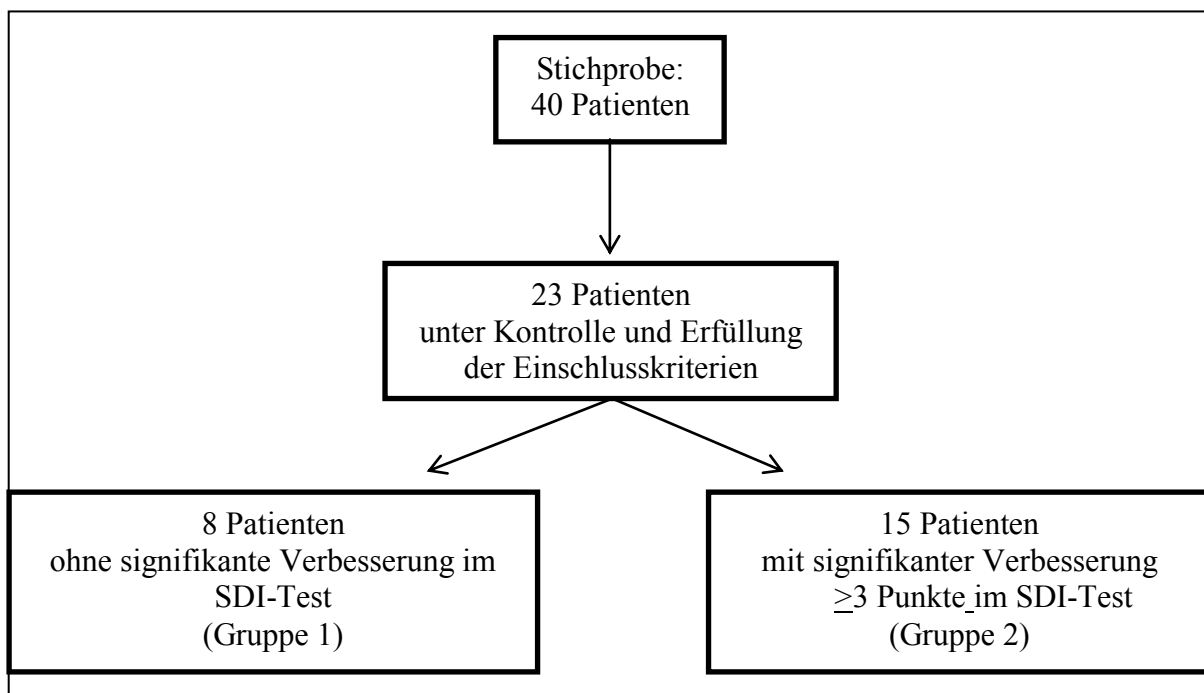 Stichprobe:
40 Patienten
23 Patienten
unter Kontrolle und Erfüllung
der Einschlusskriterien
8 Patienten
ohne signifikante Verbesserung im
SDI-Test
(Gruppe 1)
15 Patienten
mit signifikanter Verbesserung
≥3 Punkte im SDI-Test
(Gruppe 2)